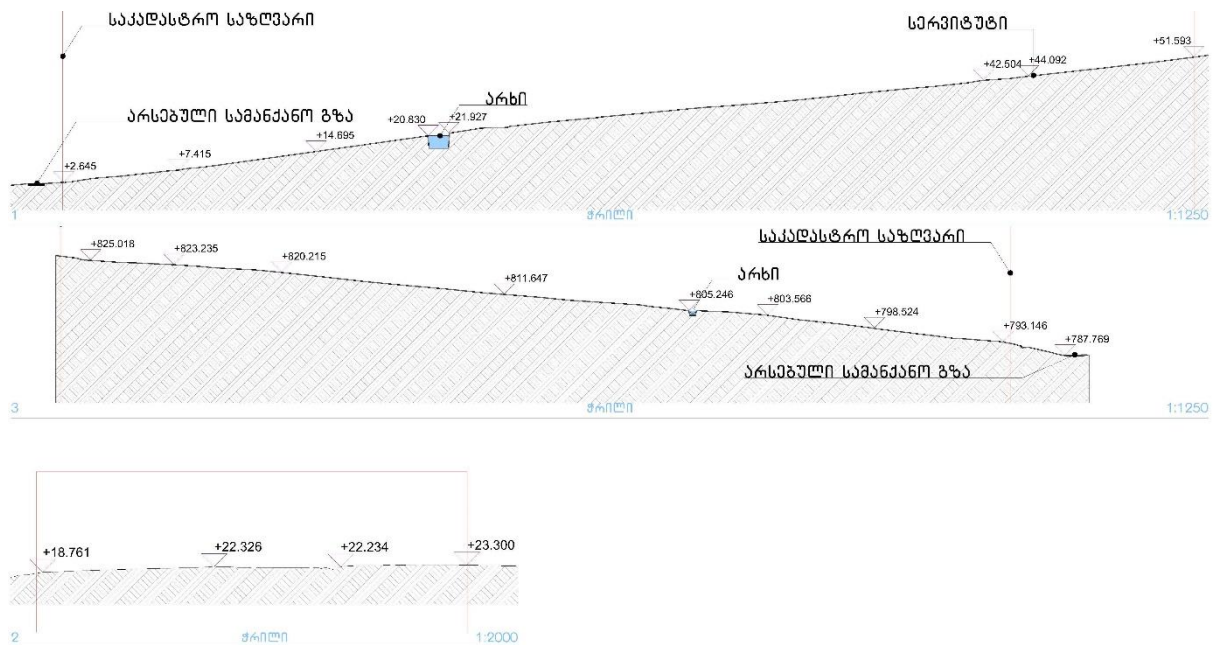 საკადასტრო საზღვარი
სერვიტუტი
+51.593
+42.504
+44.092
არსებული სამანქანო გზა
არხი
+20.830
+21.927
+14.695
+7.415
+2.645
1
ჭრილი
1:1250
+825.018
+823.235
+820.215
+811.647
საკადასტრო საზღვარი
არხი
+805.246
+803.566
+798.524
+793.146
+787.769
არსებული სამანქანო გზა
3
ჭრილი
1:1250
+18.761
+22.326
+22.234
+23.300
2
ჭრილი
1:2000